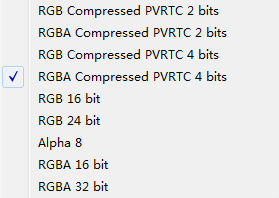 RGB Compressed PVRTC 2 bits
RGBA Compressed PVRTC 2 bits
RGB Compressed PVRTC 4 bits
RGBA Compressed PVRTC 4 bits
RGB 16 bit
RGB 24 bit
Alpha 8
RGBA 16 bit
RGBA 32 bit